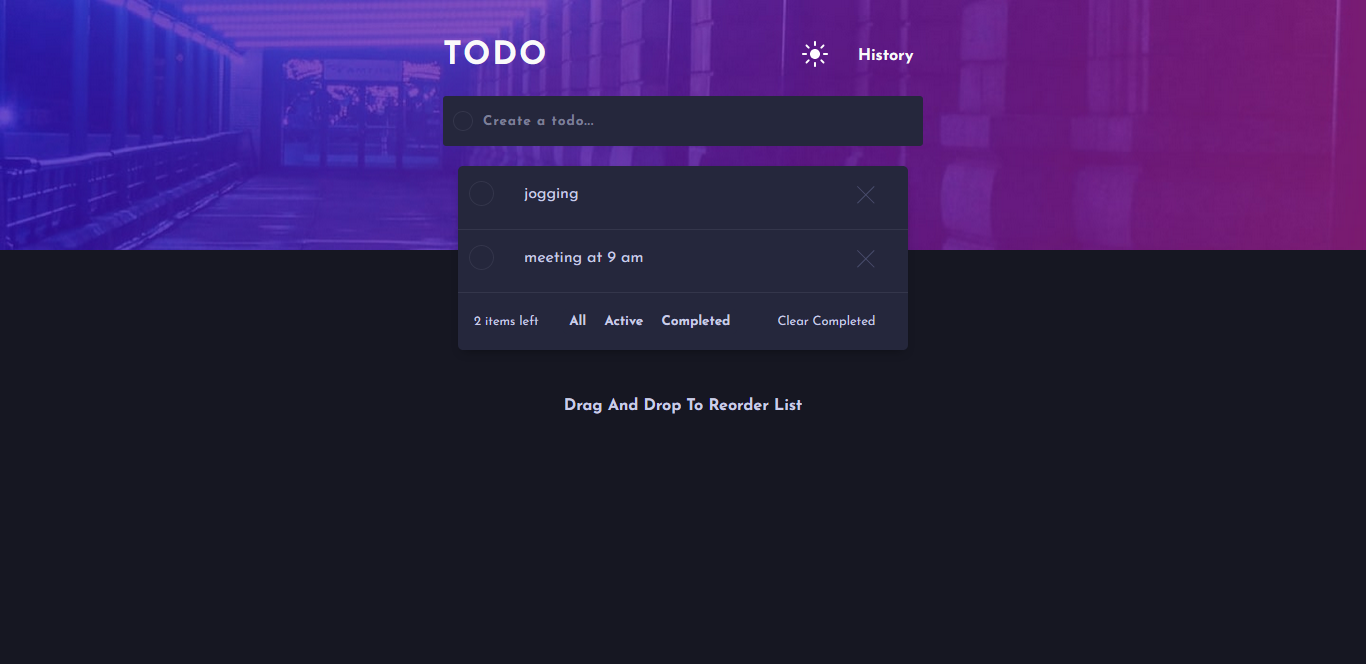 TODO
History
Create a todo...
jogging
meeting at 9 am
2 items left All Active Completed Clear Completed
Drag And Drop To Reorder List